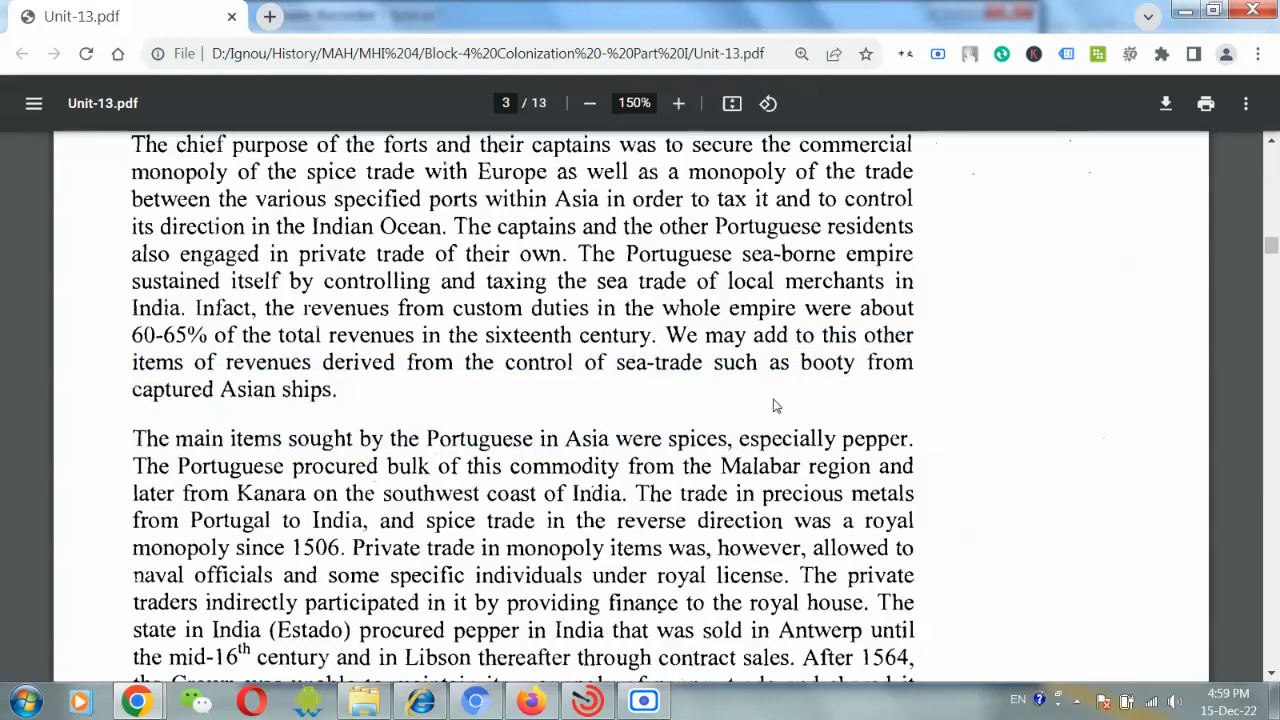 Unit-13.pdf
File
D:/Ignou/History/MAH/MHI%204/Block-4%20Colonization%20-%20Part%20I/Unit-13.pdf
Unit-13.pdf
3 / 13
150%
The chief purpose of the forts and their captains was to secure the commercial
monopoly of the spice trade with Europe as well as a monopoly of the trade
between the various specified ports within Asia in order to tax it and to control
its direction in the Indian Ocean. The captains and the other Portuguese residents
also engaged in private trade of their own. The Portuguese sea-borne empire
sustained itself by controlling and taxing the sea trade of local merchants in
India. Infact, the revenues from custom duties in the whole empire were about
60-65% of the total revenues in the sixteenth century. We may add to this other
items of revenues derived from the control of sea-trade such as booty from
captured Asian ships.
The main items sought by the Portuguese in Asia were spices, especially pepper.
The Portuguese procured bulk of this commodity from the Malabar region and
later from Kanara on the southwest coast of India. The trade in precious metals
from Portugal to India, and spice trade in the reverse direction was a royal
monopoly since 1506. Private trade in monopoly items was, however, allowed to
naval officials and some specific individuals under royal license. The private
traders indirectly participated in it by providing finance to the royal house. The
state in India (Estado) procured pepper in India that was sold in Antwerp until
the mid-16th century and in Libson thereafter through contract sales. After 1564,
EN
4:59 PM
15-Dec-22